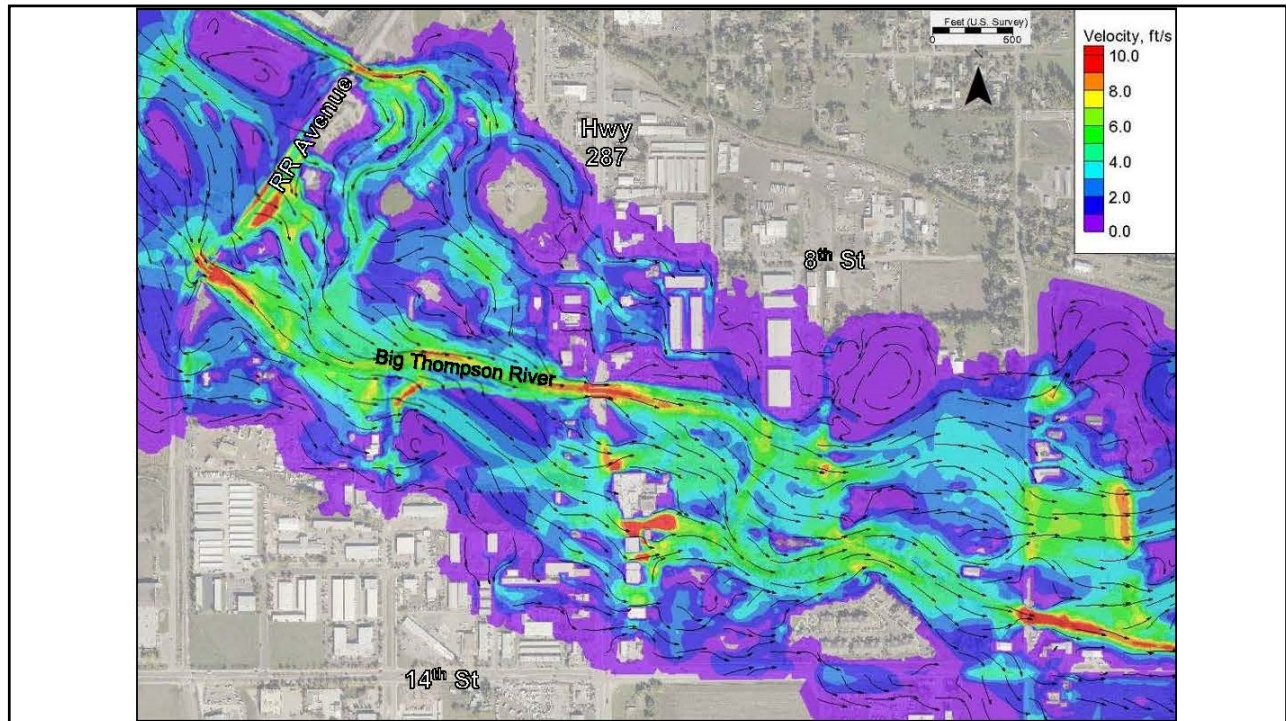 Feet (U.S. Survey)
0 500
N
Velocity, ft/s
10.0
8.0
6.0
4.0
2.0
0.0
RR Avenue
Hwy
287
8th St
Big Thompson River
14th St